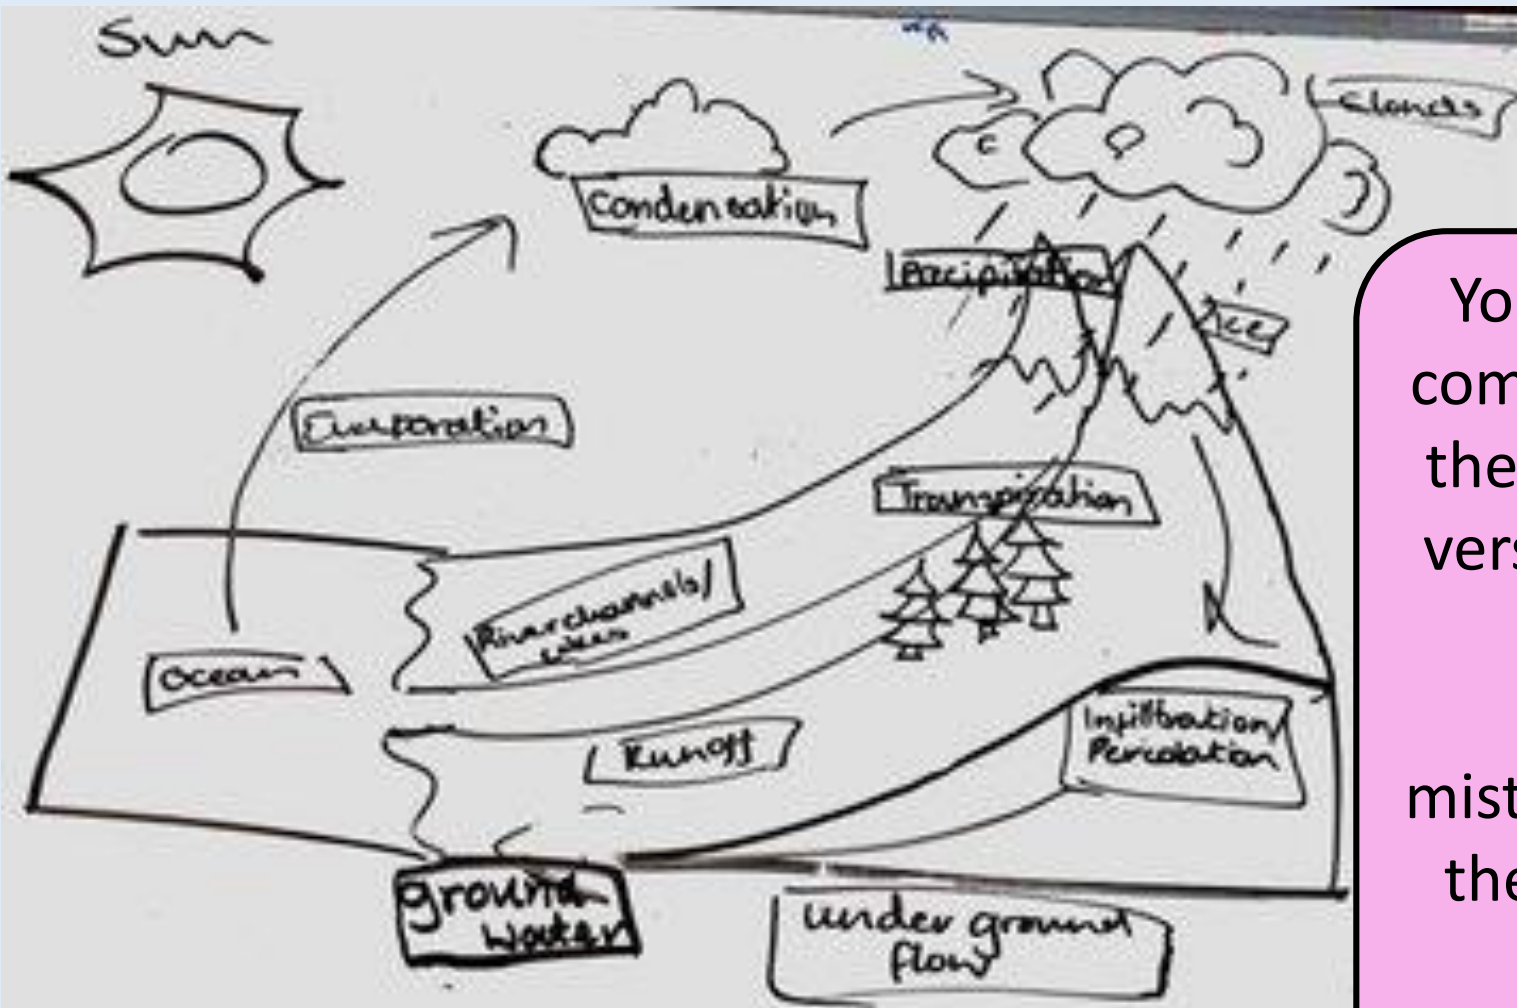 Sun
Clouds
Condensation
Precipitation
Ice
Evaporation
Transpiration
River channels/
Lakes
Ocean
Infiltration/
Percolation
Runoff
ground
water
under ground
flow
Yo
com
the
vers
mist
the